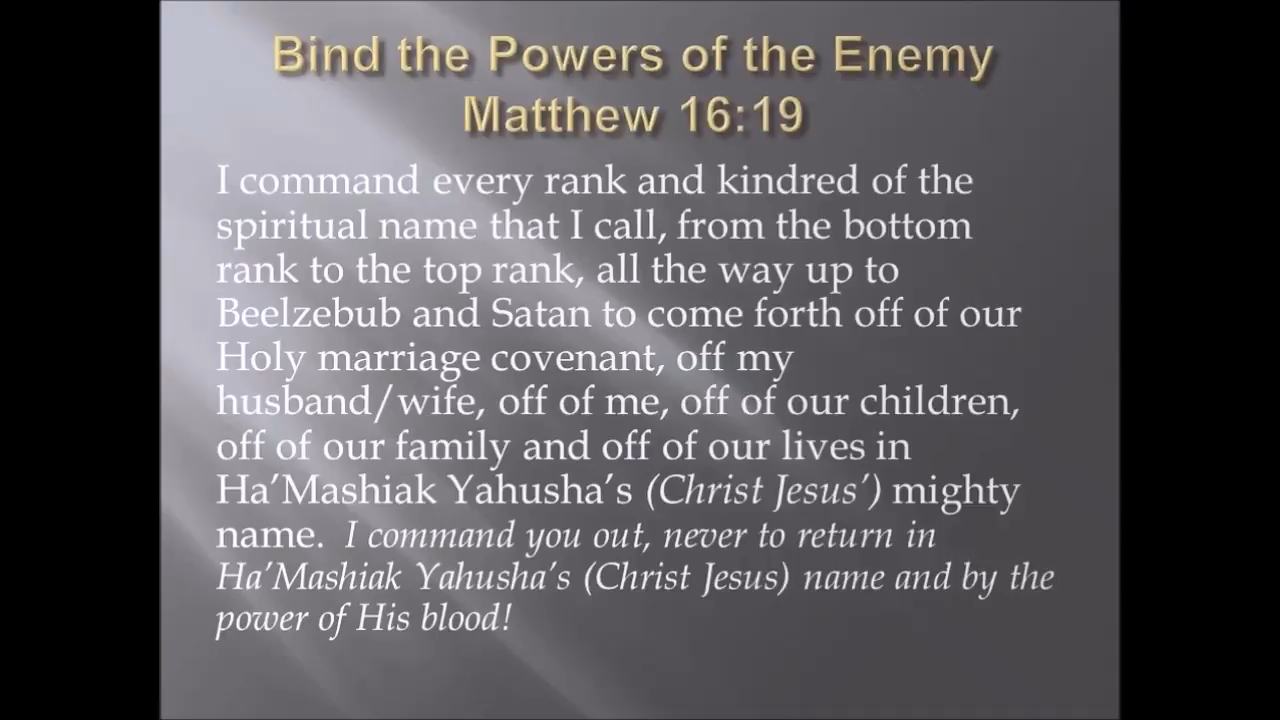 Bind the Powers of the Enemy
Matthew 16:19
I command every rank and kindred of the
spiritual name that I call, from the bottom
rank to the top rank, all the way up to
Beelzebub and Satan to come forth off of our
Holy marriage covenant, off my
husband/wife, off of me, off of our children,
off of our family and off of our lives in
Ha’Mashiak Yahusha’s (Christ Jesus’) mighty
name.  I command you out, never to return in
Ha’Mashiak Yahusha’s (Christ Jesus) name and by the
power of His blood!